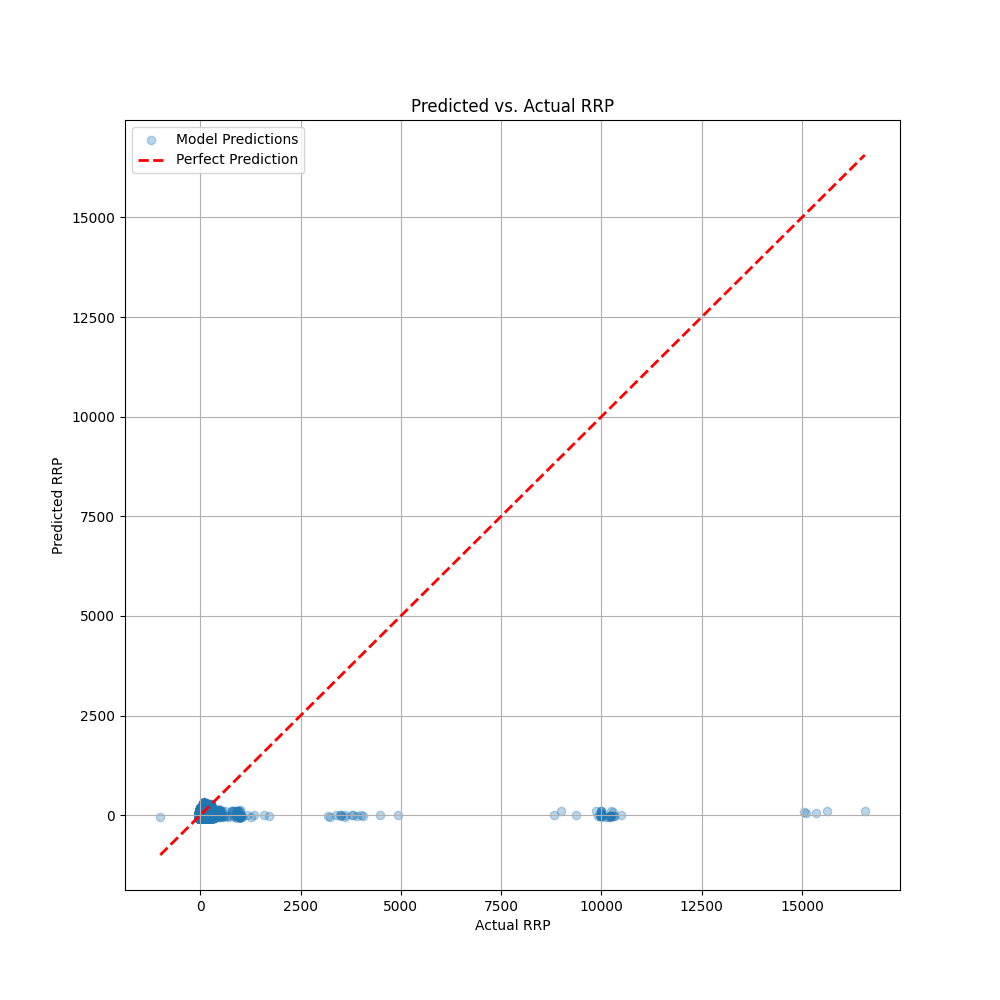 Predicted vs. Actual RRP
Model Predictions
Perfect Prediction
15000
12500
10000
7500
5000
2500
0
Predicted RRP
0 2500 5000 7500 10000 12500 15000
Actual RRP